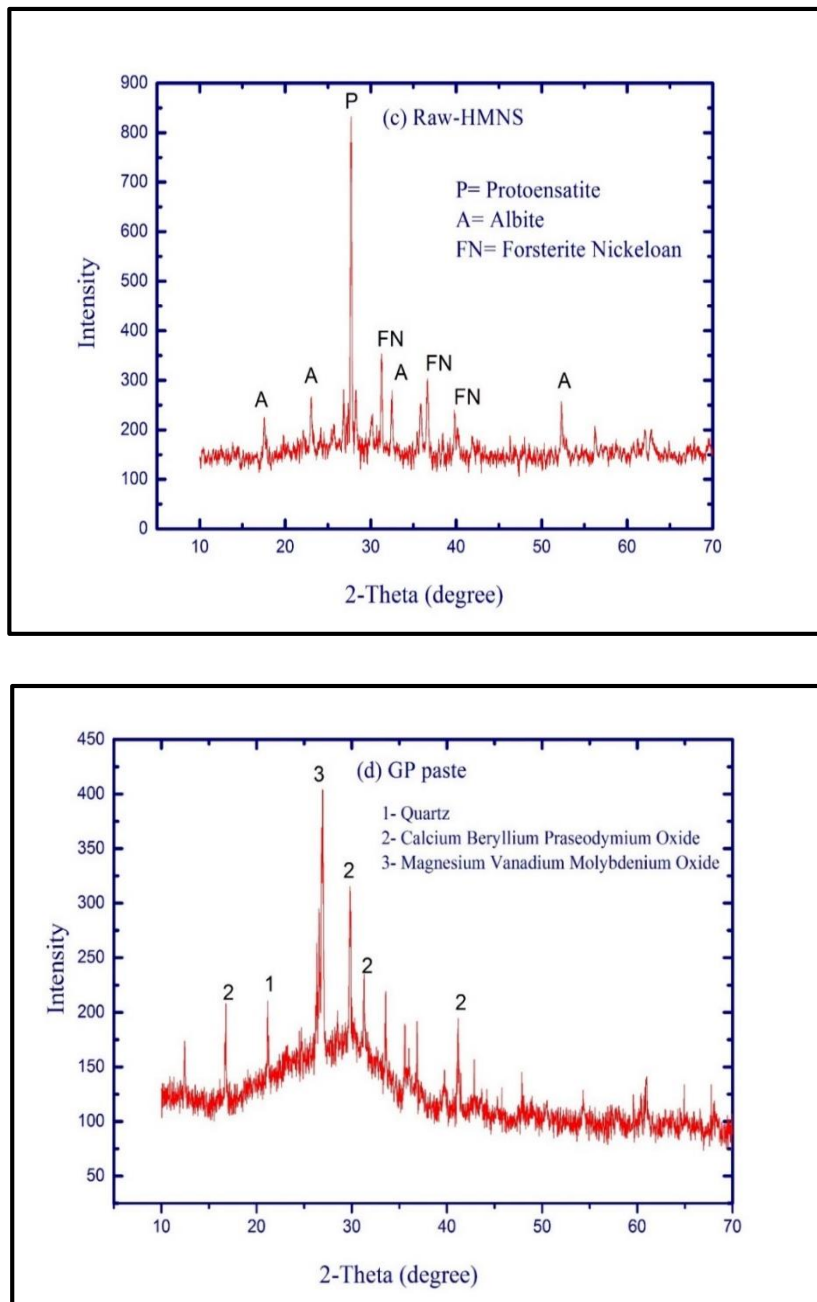 900
800
700
600
500
400
300
200
100
0
Intensity
P
(c) Raw-HMNS
P= Protoensatite
A= Albite
FN= Forsterite Nickeloan
A
A
FN
A
FN
FN
A
10 20 30 40 50 60 70
2-Theta (degree)
450
400
350
300
250
200
150
100
50
Intensity
3
(d) GP paste
1- Quartz
2- Calcium Beryllium Praseodymium Oxide
3- Magnesium Vanadium Molybdenium Oxide
2
1
2
2
2
10 20 30 40 50 60 70
2-Theta (degree)